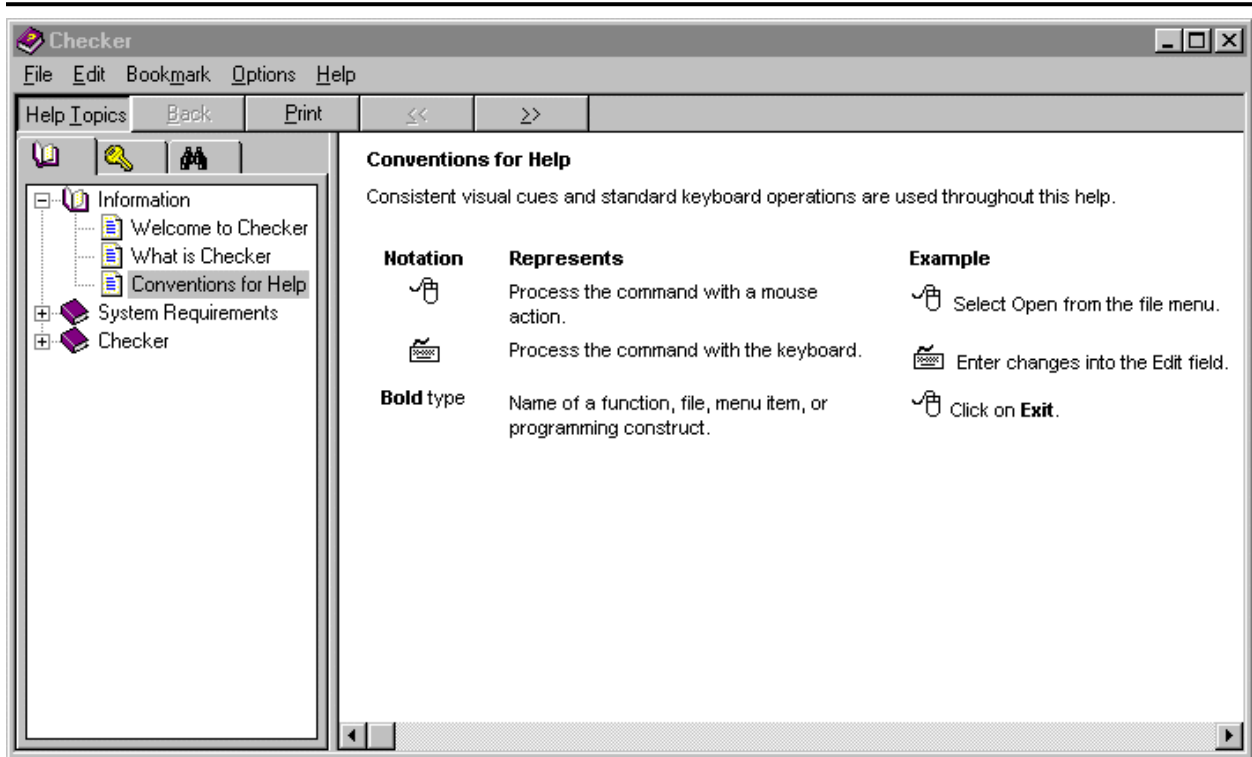 Checker
File Edit Bookmark Options Help
Help Topics Back Print << >>
Information
Welcome to Checker
What is Checker
Conventions for Help
System Requirements
Checker
Conventions for Help
Consistent visual cues and standard keyboard operations are used throughout this help.
Notation Represents Example
Process the command with a mouse
action.
Select Open from the file menu.
Process the command with the keyboard.
Enter changes into the Edit field.
Bold type
Name of a function, file, menu item, or
programming construct.
Click on Exit.